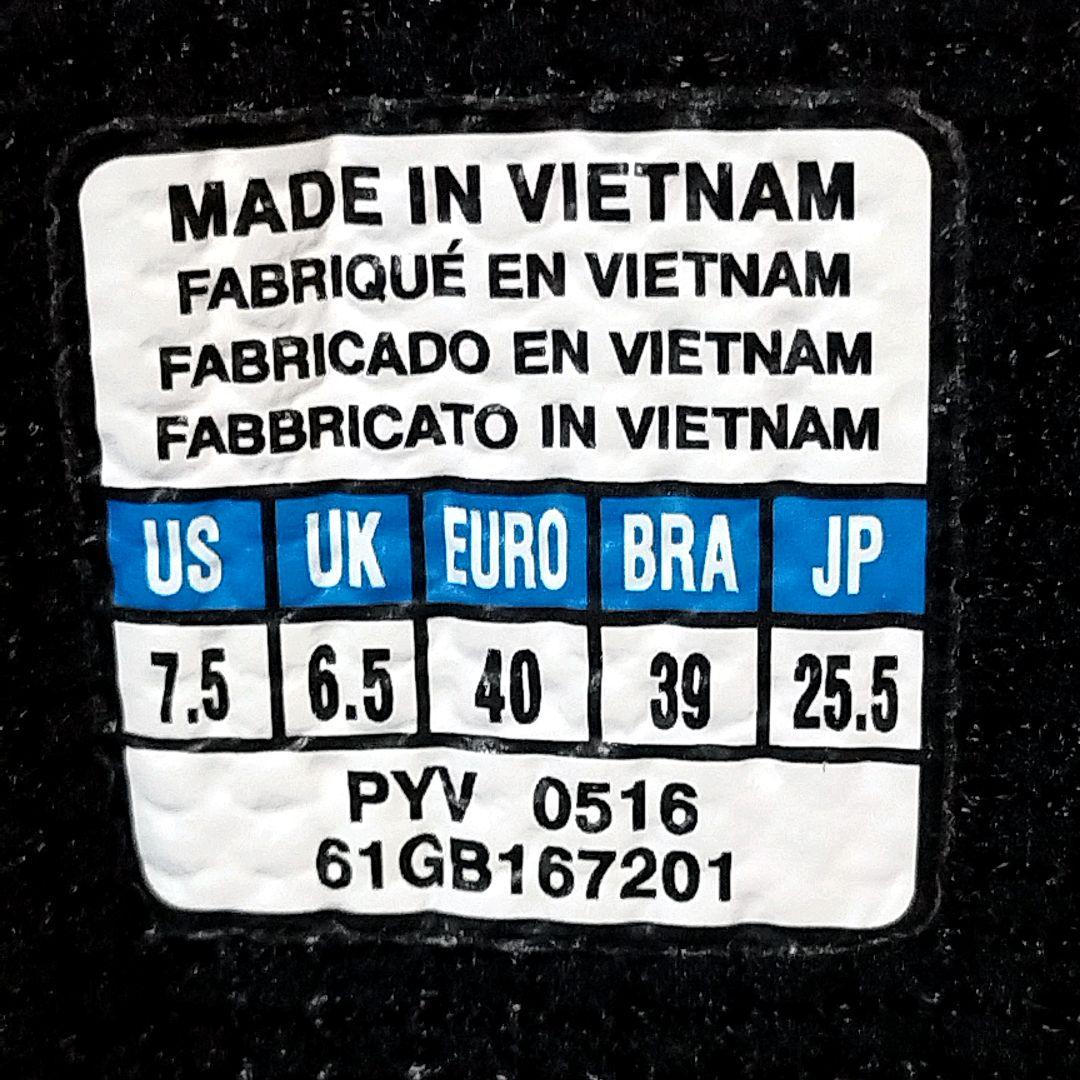 MADE IN VIETNAM
FABRIQUÉ EN VIETNAM
FABRICADO EN VIETNAM
FABBRICATO IN VIETNAM
US UK EURO BRA JP
7.5 6.5 40 39 25.5
PYV 0516
61GB167201